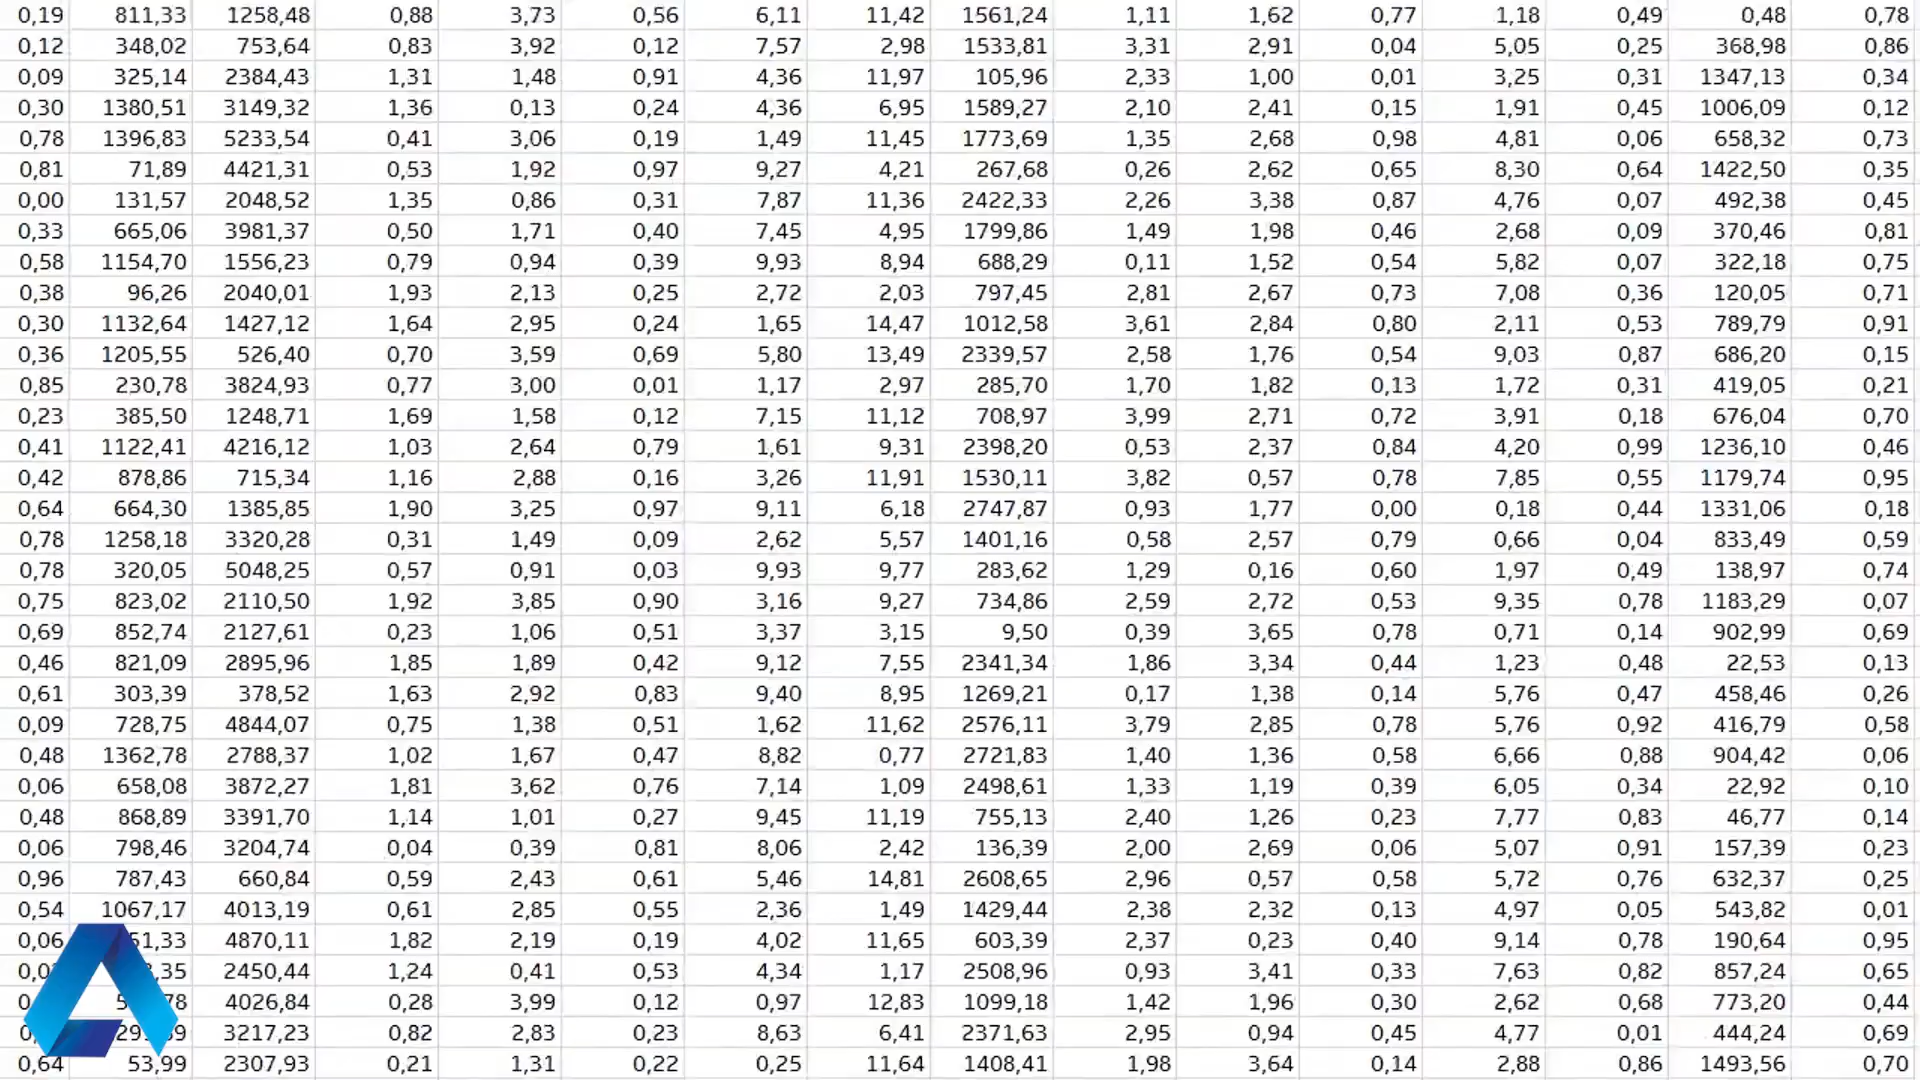 0,19 811,33 1258,48 0,88 3,73 0,56 6,11 11,42 1561,24 1,11 1,62 0,77 1,18 0,49 0,48 0,78
0,12 348,02 753,64 0,83 3,92 0,12 7,57 2,98 1533,81 3,31 2,91 0,04 5,05 0,25 368,98 0,86
0,09 325,14 2384,43 1,31 1,48 0,91 4,36 11,97 105,96 2,33 1,00 0,01 3,25 0,31 1347,13 0,34
0,30 1380,51 3149,32 1,36 0,13 0,24 4,36 6,95 1589,27 2,10 2,41 0,15 1,91 0,45 1006,09 0,12
0,78 1396,83 5233,54 0,41 3,06 0,19 1,49 11,45 1773,69 1,35 2,68 0,98 4,81 0,06 658,32 0,73
0,81 71,89 4421,31 0,53 1,92 0,97 9,27 4,21 267,68 0,26 2,62 0,65 8,30 0,64 1422,50 0,35
0,00 131,57 2048,52 1,35 0,86 0,31 7,87 11,36 2422,33 2,26 3,38 0,87 4,76 0,07 492,38 0,45
0,33 665,06 3981,37 0,50 1,71 0,40 7,45 4,95 1799,86 1,49 1,98 0,46 2,68 0,09 370,46 0,81
0,58 1154,70 1556,23 0,79 0,94 0,39 9,93 8,94 688,29 0,11 1,52 0,54 5,82 0,07 322,18 0,75
0,38 96,26 2040,01 1,93 2,13 0,25 2,72 2,03 797,45 2,81 2,67 0,73 7,08 0,36 120,05 0,71
0,30 1132,64 1427,12 1,64 2,95 0,24 1,65 14,47 1012,58 3,61 2,84 0,80 2,11 0,53 789,79 0,91
0,36 1205,55 526,40 0,70 3,59 0,69 5,80 13,49 2339,57 2,58 1,76 0,54 9,03 0,87 686,20 0,15
0,85 230,78 3824,93 0,77 3,00 0,01 1,17 2,97 285,70 1,70 1,82 0,13 1,72 0,31 419,05 0,21
0,23 385,50 1248,71 1,69 1,58 0,12 7,15 11,12 708,97 3,99 2,71 0,72 3,91 0,18 676,04 0,70
0,41 1122,41 4216,12 1,03 2,64 0,79 1,61 9,31 2398,20 0,53 2,37 0,84 4,20 0,99 1236,10 0,46
0,42 878,86 715,34 1,16 2,88 0,16 3,26 11,91 1530,11 3,82 0,57 0,78 7,85 0,55 1179,74 0,95
0,64 664,30 1385,85 1,90 3,25 0,97 9,11 6,18 2747,87 0,93 1,77 0,00 0,18 0,44 1331,06 0,18
0,78 1258,18 3320,28 0,31 1,49 0,09 2,62 5,57 1401,16 0,58 2,57 0,79 0,66 0,04 833,49 0,59
0,78 320,05 5048,25 0,57 0,91 0,03 9,93 9,77 283,62 1,29 0,16 0,60 1,97 0,49 138,97 0,74
0,75 823,02 2110,50 1,92 3,85 0,90 3,16 9,27 734,86 2,59 2,72 0,53 9,35 0,78 1183,29 0,07
0,69 852,74 2127,61 0,23 1,06 0,51 3,37 3,15 9,50 0,39 3,65 0,78 0,71 0,14 902,99 0,69
0,46 821,09 2895,96 1,85 1,89 0,42 9,12 7,55 2341,34 1,86 3,34 0,44 1,23 0,48 22,53 0,13
0,61 303,39 378,52 1,63 2,92 0,83 9,40 8,95 1269,21 0,17 1,38 0,14 5,76 0,47 458,46 0,26
0,09 728,75 4844,07 0,75 1,38 0,51 1,62 11,62 2576,11 3,79 2,85 0,78 5,76 0,92 416,79 0,58
0,48 1362,78 2788,37 1,02 1,67 0,47 8,82 0,77 2721,83 1,40 1,36 0,58 6,66 0,88 904,42 0,06
0,06 658,08 3872,27 1,81 3,62 0,76 7,14 1,09 2498,61 1,33 1,19 0,39 6,05 0,34 22,92 0,10
0,48 868,89 3391,70 1,14 1,01 0,27 9,45 11,19 755,13 2,40 1,26 0,23 7,77 0,83 46,77 0,14
0,06 798,46 3204,74 0,04 0,39 0,81 8,06 2,42 136,39 2,00 2,69 0,06 5,07 0,91 157,39 0,23
0,96 787,43 660,84 0,59 2,43 0,61 5,46 14,81 2608,65 2,96 0,57 0,58 5,72 0,76 632,37 0,25
0,54 1067,17 4013,19 0,61 2,85 0,55 2,36 1,49 1429,44 2,38 2,32 0,13 4,97 0,05 543,82 0,01
0,06 4870,11 1,82 2,19 0,19 4,02 11,65 603,39 2,37 0,23 0,40 9,14 0,78 190,64 0,95
2450,44 1,24 0,41 0,53 4,34 1,17 2508,96 0,93 3,41 0,33 7,63 0,82 857,24 0,65
4026,84 0,28 3,99 0,12 0,97 12,83 1099,18 1,42 1,96 0,30 2,62 0,68 773,20 0,44
3217,23 0,82 2,83 0,23 8,63 6,41 2371,63 2,95 0,94 0,45 4,77 0,01 444,24 0,69
0,64 53,99 2307,93 0,21 1,31 0,22 0,25 11,64 1408,41 1,98 3,64 0,14 2,88 0,86 1493,56 0,70